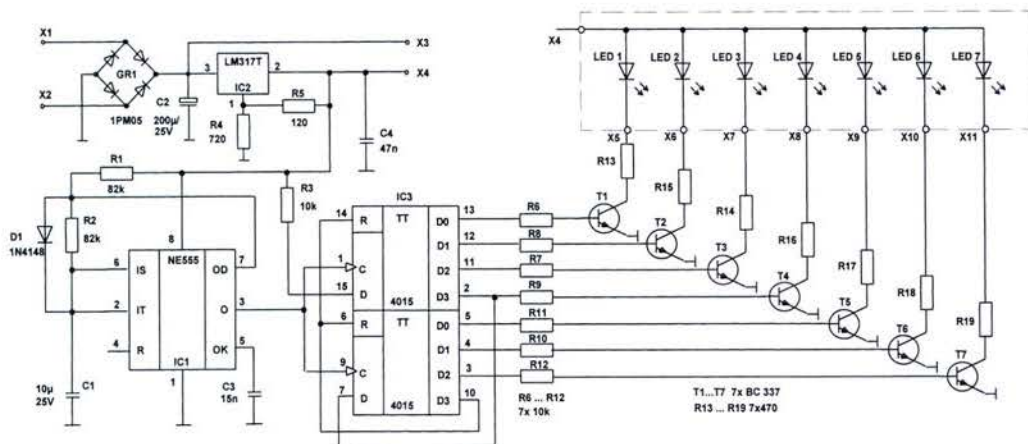 X1
X2
GR1
1PM05
C2
200µ/
25V
3
LM317T
2
IC2
1
R4
720
R5
120
X3
X4
C4
47n
R1
82k
R2
82k
D1
1N4148
R3
10k
8
NE555
6
IS
OD
7
2
IT
O
3
4
R
OK
5
IC1
1
10µ
25V
C1
C3
15n
IC3
14
R
TT
D0
13
D1
12
1
C
D2
11
15
D
D3
2
4015
6
R
TT
D0
5
D1
4
9
C
D2
3
7
D
4015
D3
10
R6
R8
R7
R9
R11
R10
R12
R6 ... R12
7x 10k
X4
LED 1
LED 2
LED 3
LED 4
LED 5
LED 6
LED 7
X5
X6
X7
X8
X9
X10
X11
R13
R15
R14
R16
R17
R18
R19
T1
T2
T3
T4
T5
T6
T7
T1...T7 7x BC 337
R13 ... R19 7x470